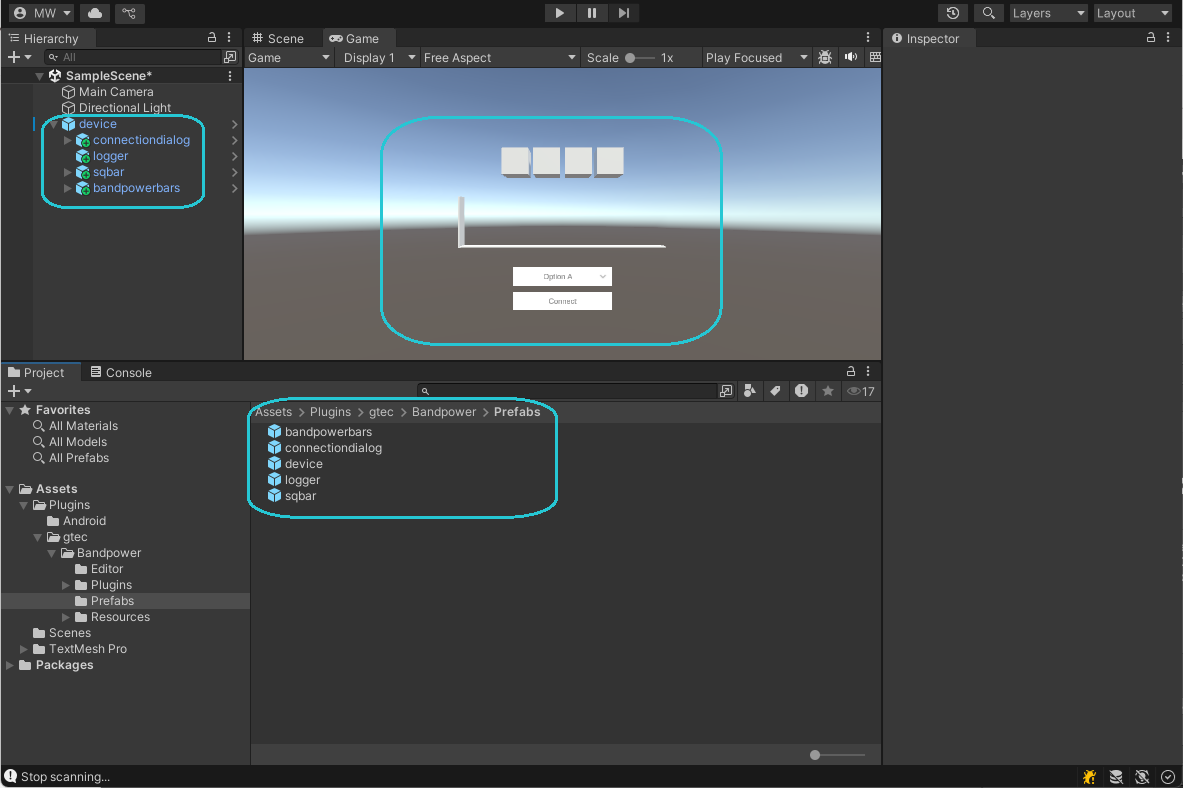 MW Layers Layout
Hierarchy Scene Game Inspector
All Game Display 1 Free Aspect Scale 1x Play Focused
SampleScene*
Main Camera
Directional Light
device
connectiondialog
logger
sqbar
bandpowerbars
Option A
Connect
Project Console
17
Favorites
All Materials
All Models
All Prefabs
Assets
Plugins
Android
gtec
Bandpower
Editor
Plugins
Prefabs
Resources
Scenes
TextMesh Pro
Packages
Assets > Plugins > gtec > Bandpower > Prefabs
bandpowerbars
connectiondialog
device
logger
sqbar
Stop scanning...